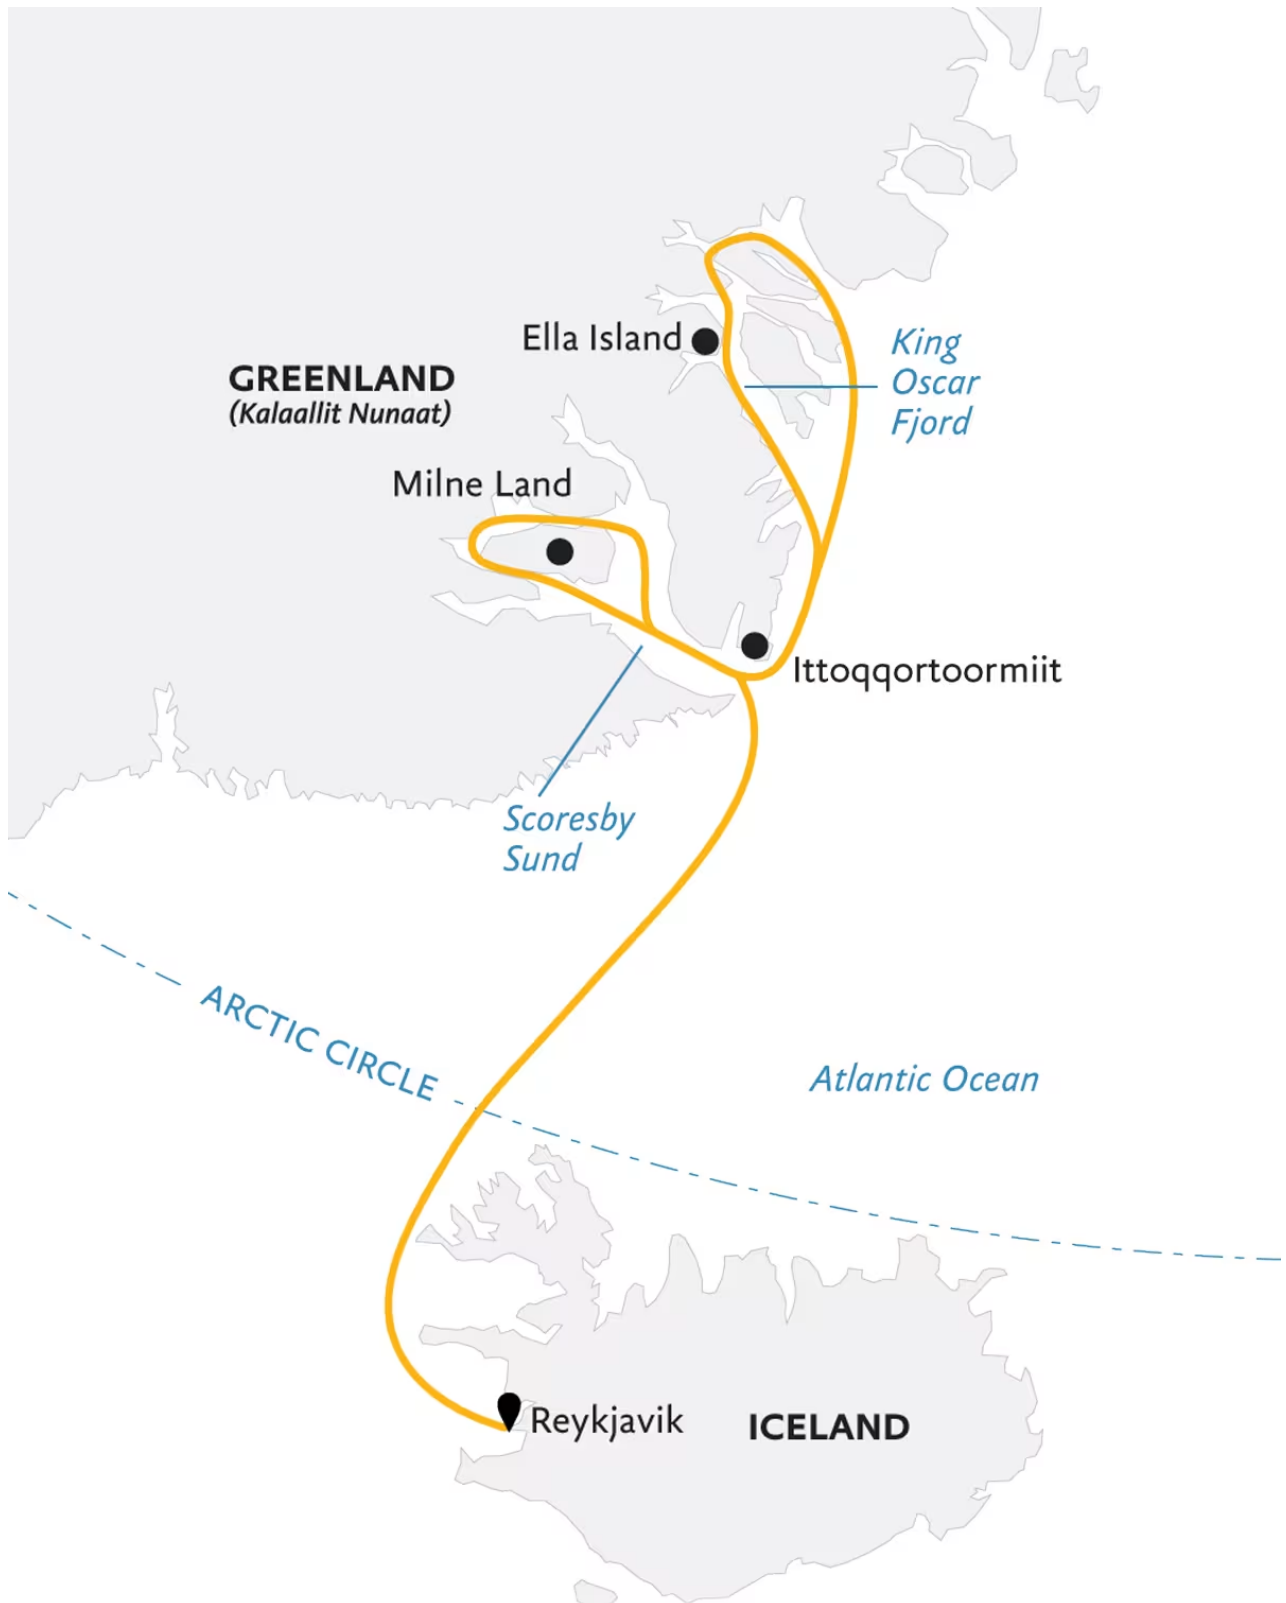 Ella Island
King
Oscar
Fjord
GREENLAND
(Kalaallit Nunaat)
Milne Land
Ittoqqortoormiit
Scoresby
Sund
ARCTIC CIRCLE
Atlantic Ocean
Reykjavik
ICELAND